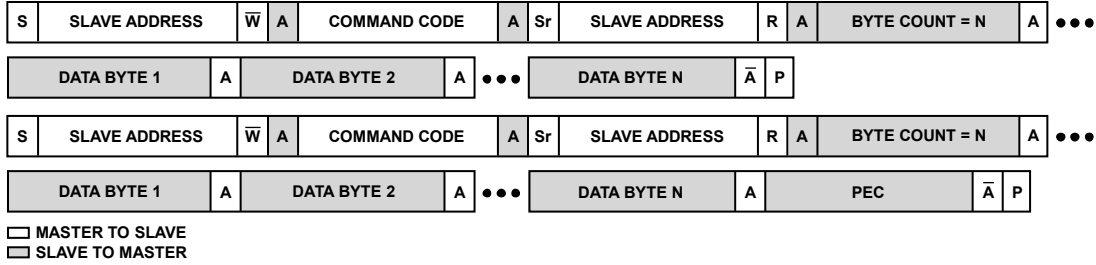 S SLAVE ADDRESS W̅ A COMMAND CODE A Sr SLAVE ADDRESS R A BYTE COUNT = N A •••
DATA BYTE 1 A DATA BYTE 2 A ••• DATA BYTE N A̅ P
S SLAVE ADDRESS W̅ A COMMAND CODE A Sr SLAVE ADDRESS R A BYTE COUNT = N A •••
DATA BYTE 1 A DATA BYTE 2 A ••• DATA BYTE N A PEC A̅ P
MASTER TO SLAVE
SLAVE TO MASTER